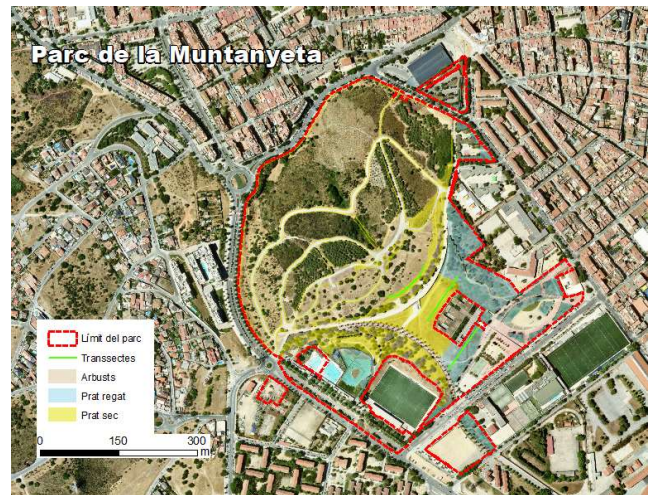 Parc de la Muntanyeta
Límit del parc
Transsectes
Arbusts
Prat regat
Prat sec
0 150 300
m